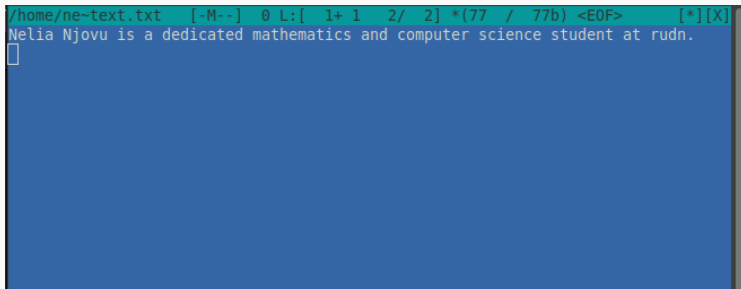 /home/ne~text.txt   [-M--]  0 L:[  1+ 1   2/  2] *(77  /  77b) <EOF>      [*][X]
Nelia Njovu is a dedicated mathematics and computer science student at rudn.